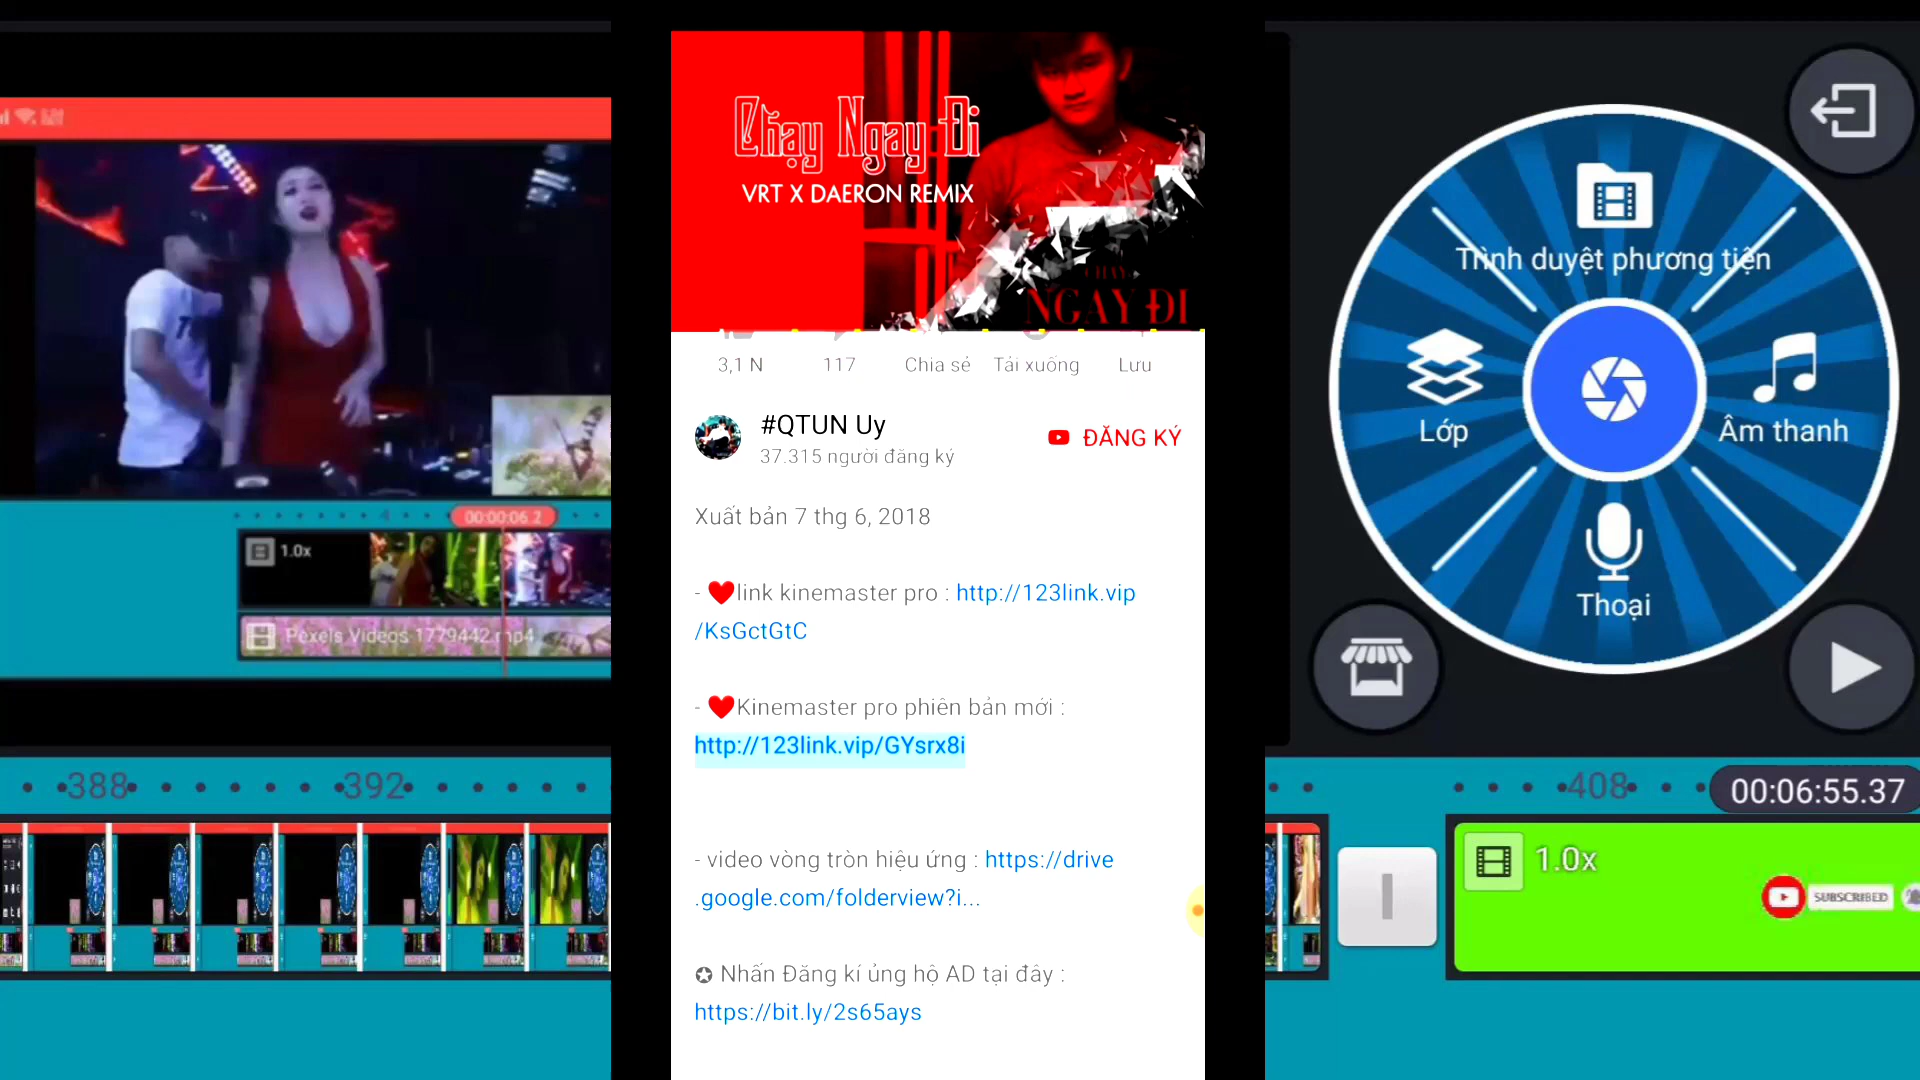 00:00:06.2
1.0x
Pexels Videos 1779442.mp4
388
392
Chạy Ngay Đi
VRT X DAERON REMIX
CHẠY
NGAY ĐI
3,1 N
117
Chia sẻ
Tải xuống
Lưu
#QTUN Uy
37.315 người đăng ký
ĐĂNG KÝ
Xuất bản 7 thg 6, 2018
- ❤link kinemaster pro : http://123link.vip
/KsGctGtC
- ❤Kinemaster pro phiên bản mới :
http://123link.vip/GYsrx8i
- video vòng tròn hiệu ứng : https://drive
.google.com/folderview?i...
✪ Nhấn Đăng kí ủng hộ AD tại đây :
https://bit.ly/2s65ays
Trình duyệt phương tiện
Lớp
Âm thanh
Thoại
408
00:06:55.37
1.0x
SUBSCRIBED